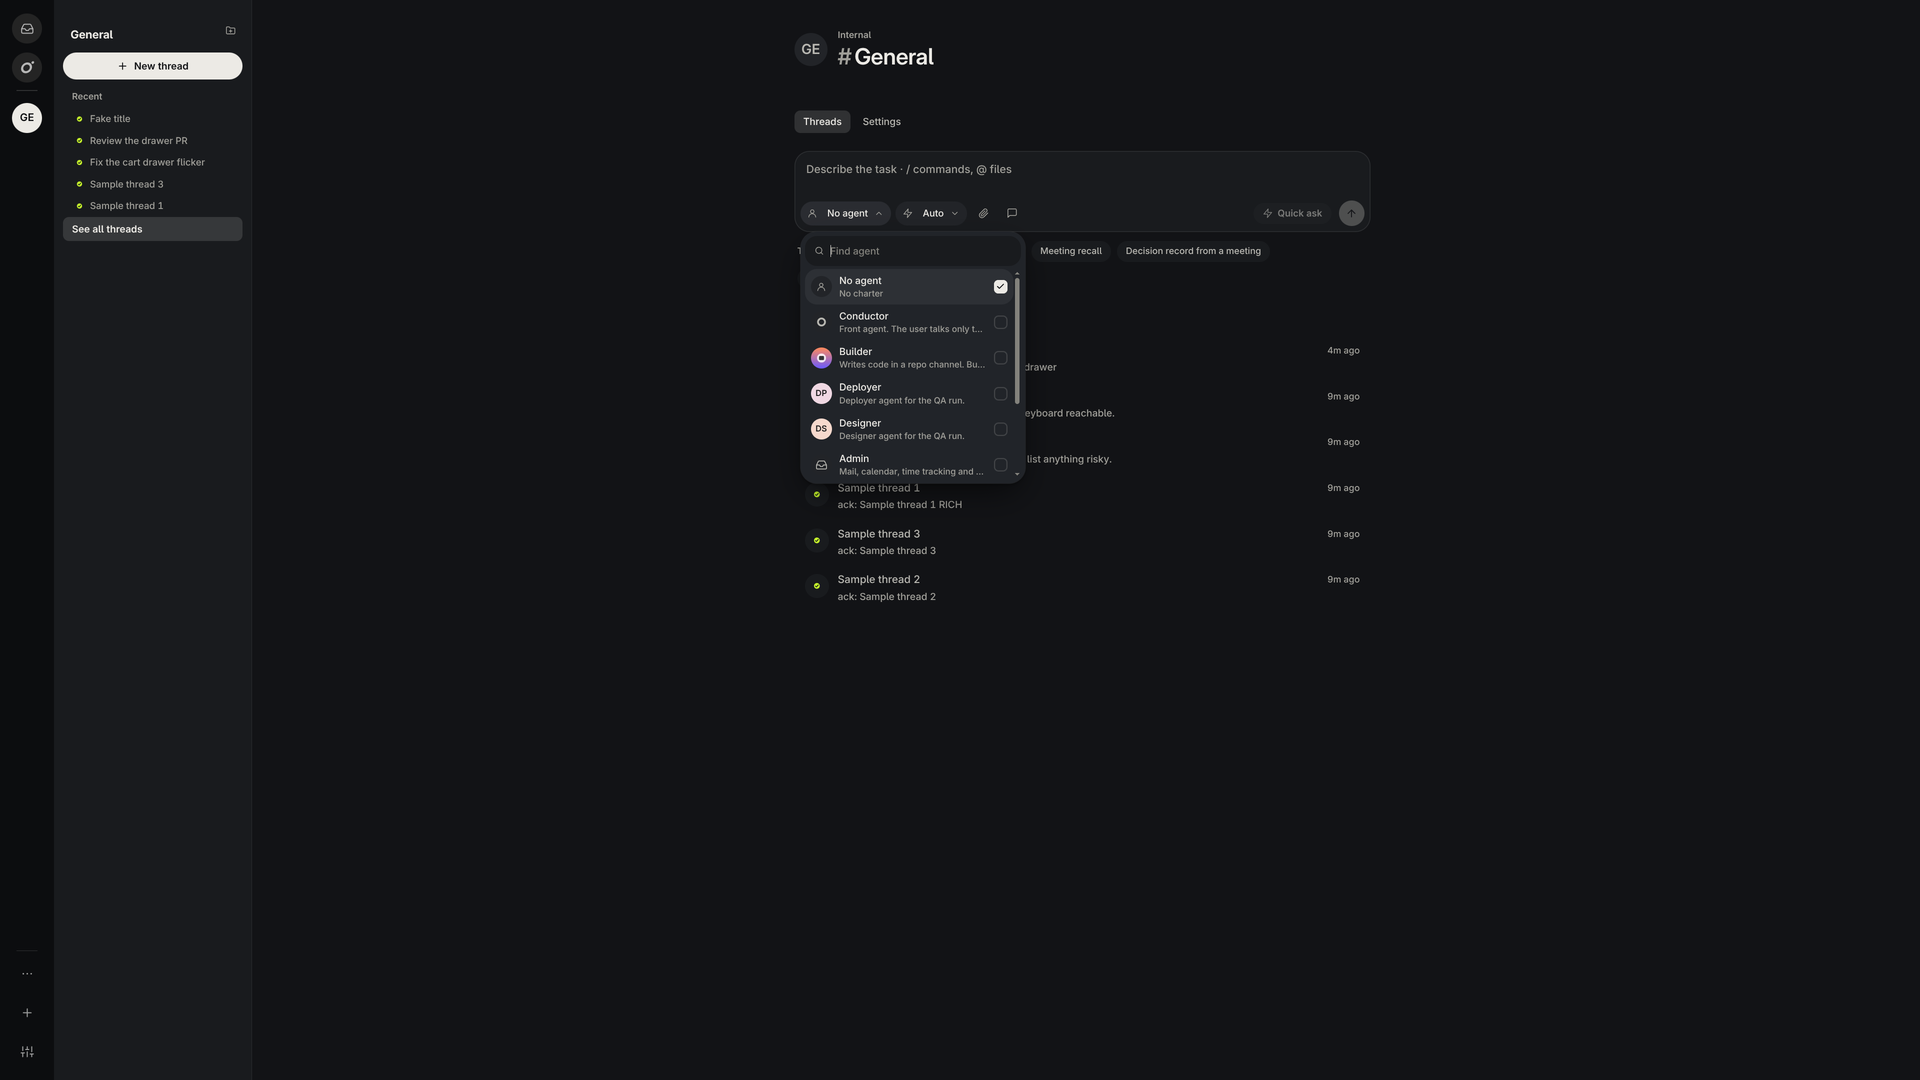 General
New thread
Recent
Fake title
Review the drawer PR
Fix the cart drawer flicker
Sample thread 3
Sample thread 1
See all threads
GE
GE
Internal
#General
Threads
Settings
Describe the task · / commands, @ files
No agent
Auto
Quick ask
Find agent
Meeting recall
Decision record from a meeting
No agent
No charter
Conductor
Front agent. The user talks only t...
Builder
Writes code in a repo channel. Bu...
Deployer
DP
Deployer agent for the QA run.
Designer
DS
Designer agent for the QA run.
Admin
Mail, calendar, time tracking and ...
4m ago
drawer
9m ago
eyboard reachable.
9m ago
list anything risky.
Sample thread 1
9m ago
ack: Sample thread 1 RICH
Sample thread 3
9m ago
ack: Sample thread 3
Sample thread 2
9m ago
ack: Sample thread 2